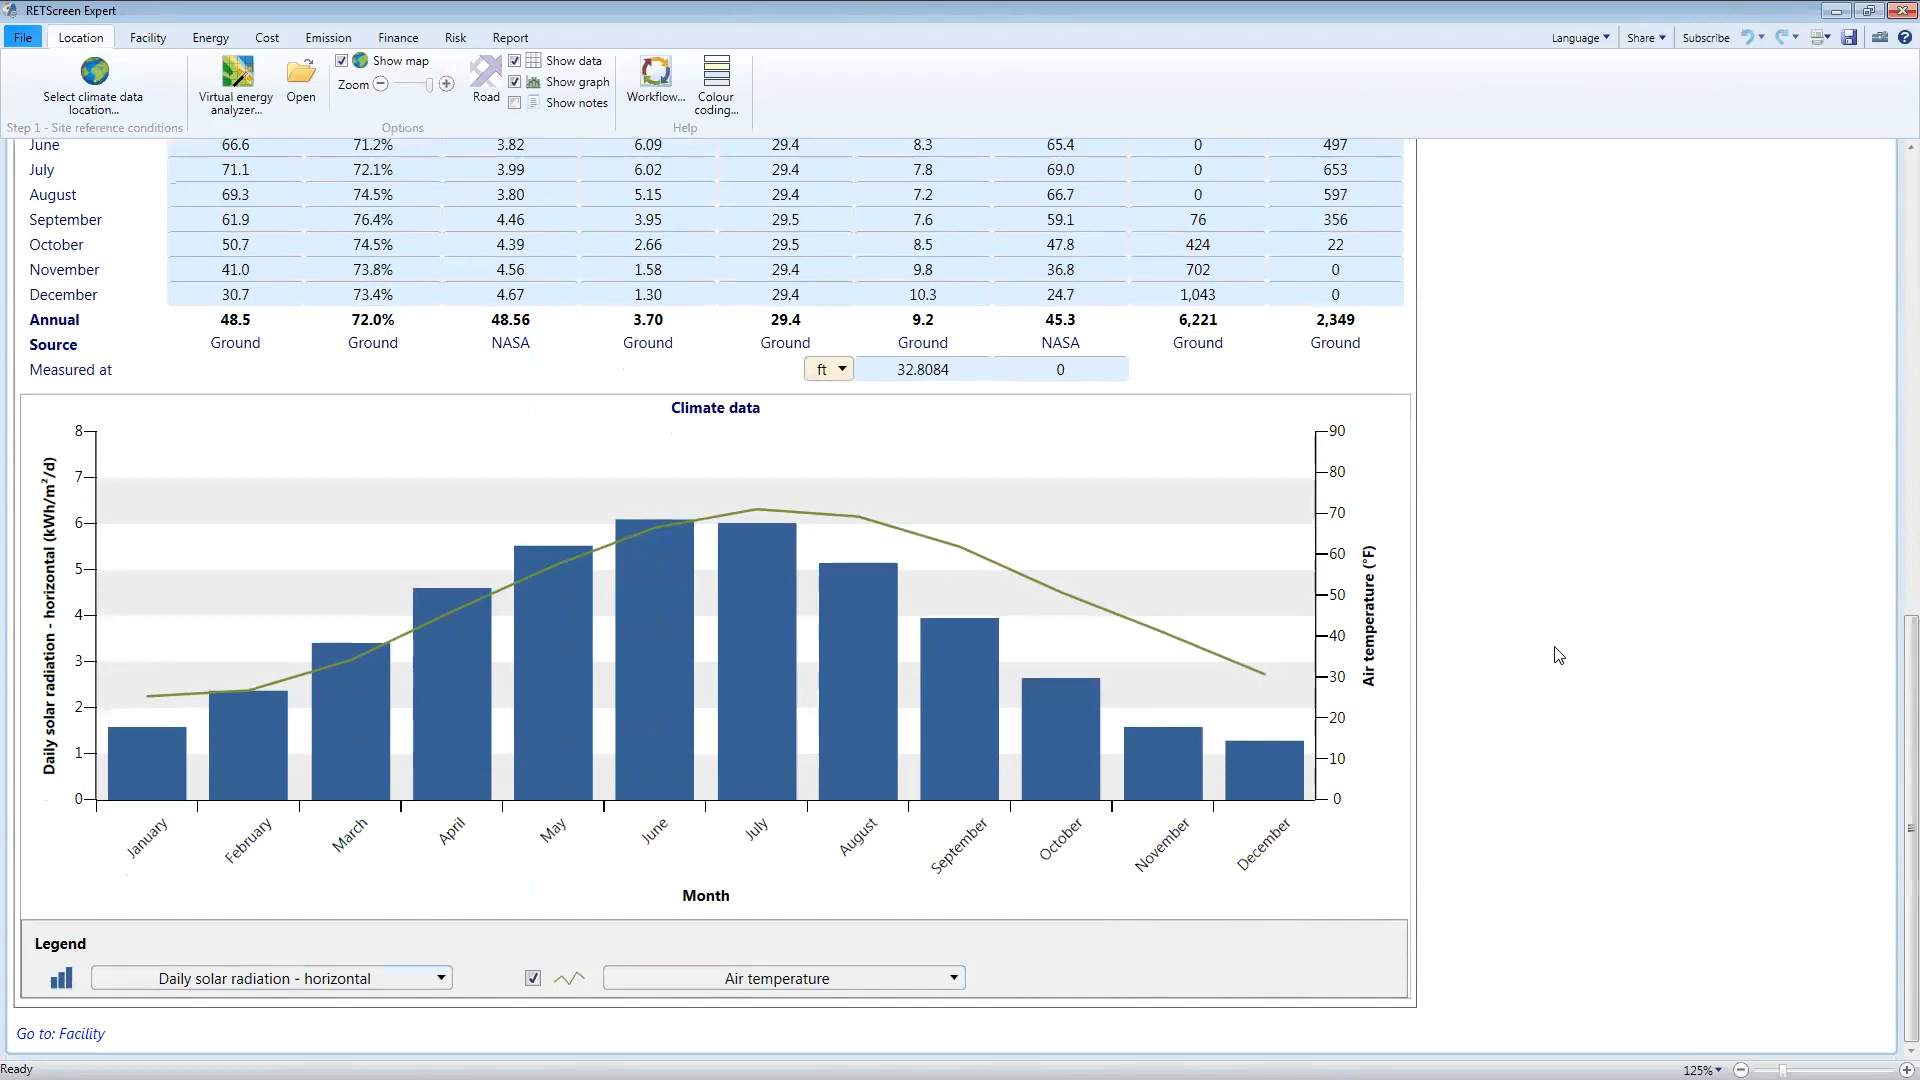 RETScreen Expert
File Location Facility Energy Cost Emission Finance Risk Report Language Share Subscribe
Select climate data location...
Step 1 - Site reference conditions
Virtual energy analyzer...
Open
Show map
Zoom
Road
Show data
Show graph
Show notes
Options
Workflow...
Colour coding...
Help
June 66.6 71.2% 3.82 6.09 29.4 8.3 65.4 0 497
July 71.1 72.1% 3.99 6.02 29.4 7.8 69.0 0 653
August 69.3 74.5% 3.80 5.15 29.4 7.2 66.7 0 597
September 61.9 76.4% 4.46 3.95 29.5 7.6 59.1 76 356
October 50.7 74.5% 4.39 2.66 29.5 8.5 47.8 424 22
November 41.0 73.8% 4.56 1.58 29.4 9.8 36.8 702 0
December 30.7 73.4% 4.67 1.30 29.4 10.3 24.7 1,043 0
Annual 48.5 72.0% 48.56 3.70 29.4 9.2 45.3 6,221 2,349
Source Ground Ground NASA Ground Ground Ground NASA Ground Ground
Measured at ft 32.8084 0
Climate data
Daily solar radiation - horizontal (kWh/m²/d)
8
7
6
5
4
3
2
1
0
90
80
70
60
50
40
30
20
10
0
Air temperature (°F)
January February March April May June July August September October November December
Month
Legend
Daily solar radiation - horizontal
Air temperature
Go to: Facility
Ready
125%